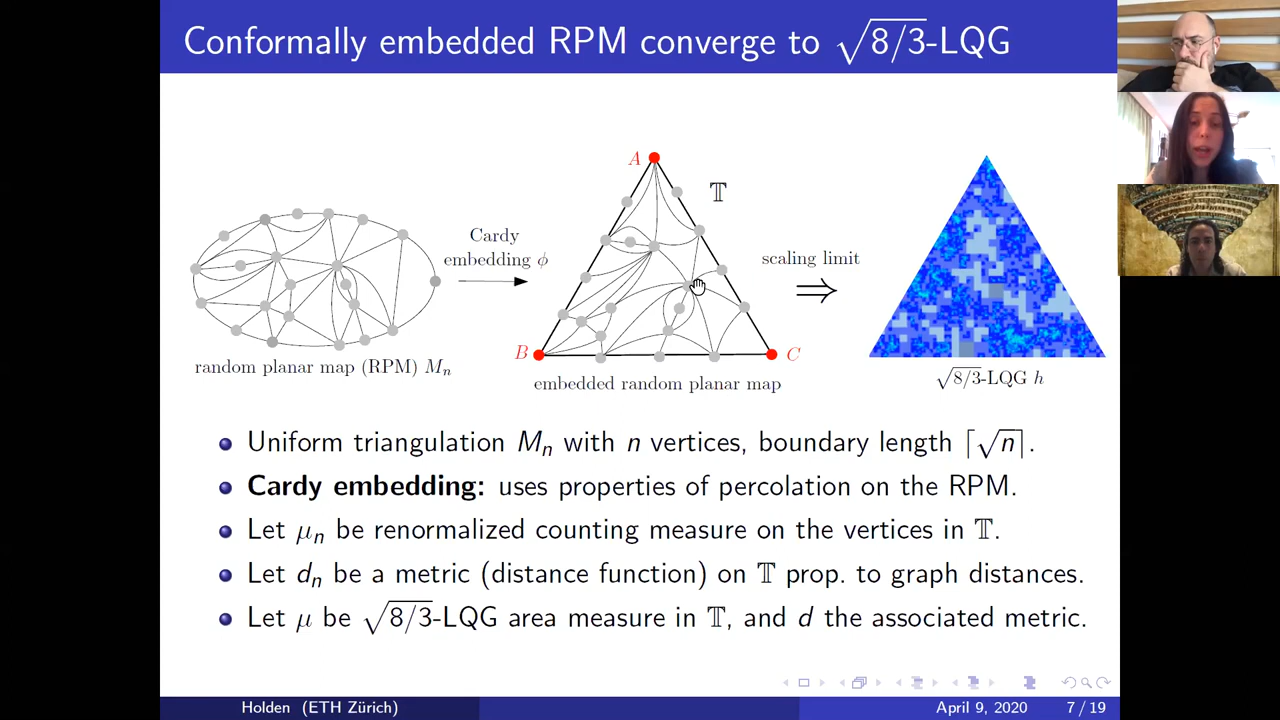 Conformally embedded RPM converge to √8/3-LQG
A
𝕋
Cardy
embedding ϕ
scaling limit
⇒
B
C
random planar map (RPM) Mₙ
embedded random planar map
√8/3-LQG h
Uniform triangulation Mₙ with n vertices, boundary length ⌈√n⌉.
Cardy embedding: uses properties of percolation on the RPM.
Let μₙ be renormalized counting measure on the vertices in 𝕋.
Let dₙ be a metric (distance function) on 𝕋 prop. to graph distances.
Let μ be √8/3-LQG area measure in 𝕋, and d the associated metric.
Holden (ETH Zürich) April 9, 2020 7 / 19